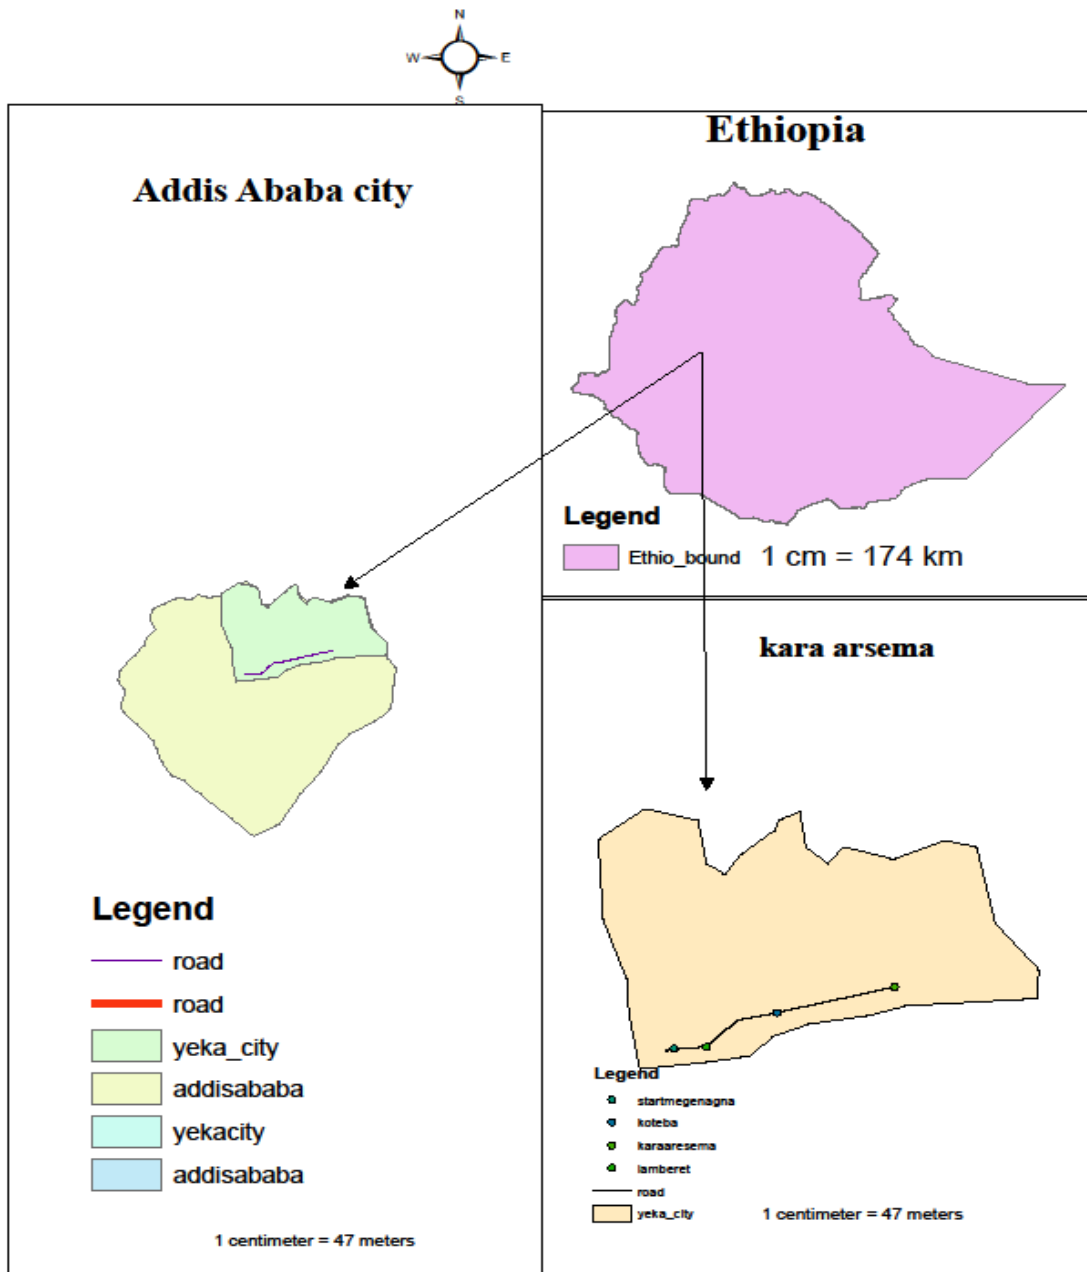 N
W E
S
Addis Ababa city
Legend
road
road
yeka_city
addisababa
yekacity
addisababa
1 centimeter = 47 meters
Ethiopia
Legend
Ethio_bound 1 cm = 174 km
kara arsema
Legend
startmegenagna
koteba
karaaresema
lamberet
road
yeka_city 1 centimeter = 47 meters